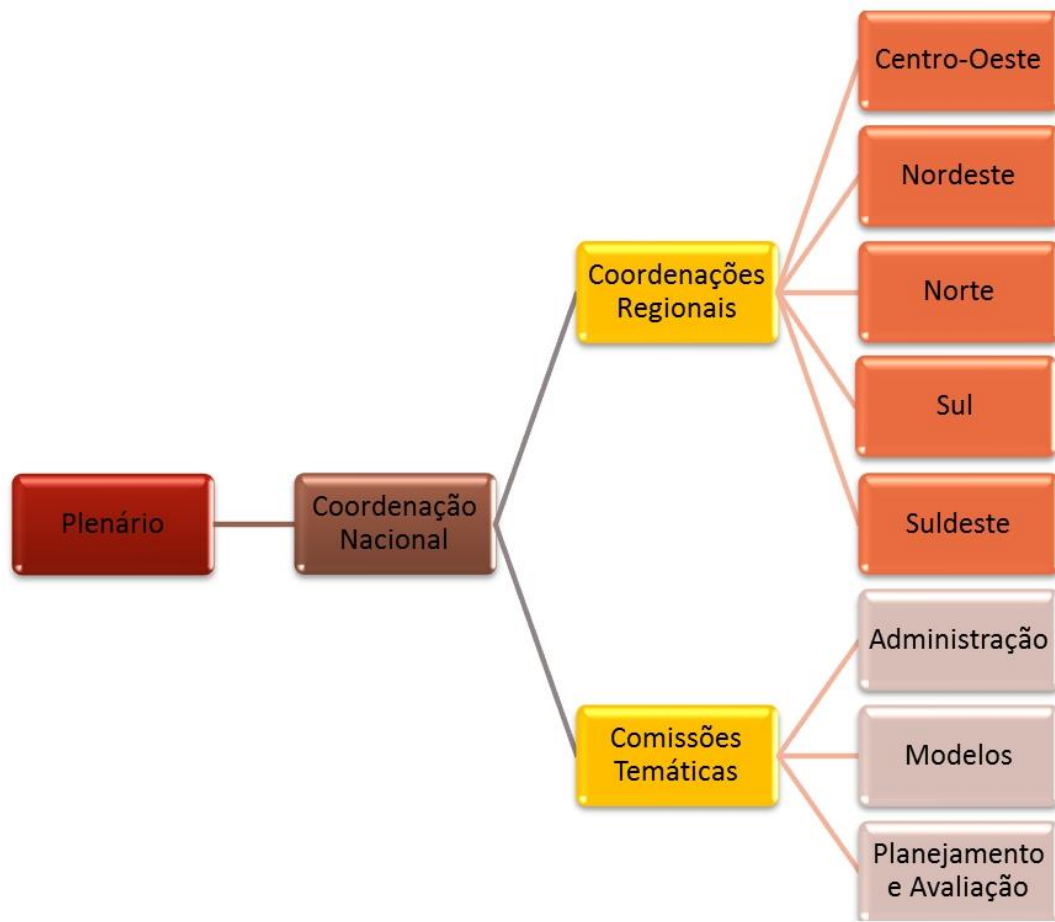 Centro-Oeste
Nordeste
Coordenações
Regionais
Norte
Sul
Plenário
Coordenação
Nacional
Suldeste
Administração
Comissões
Temáticas
Modelos
Planejamento
e Avaliação